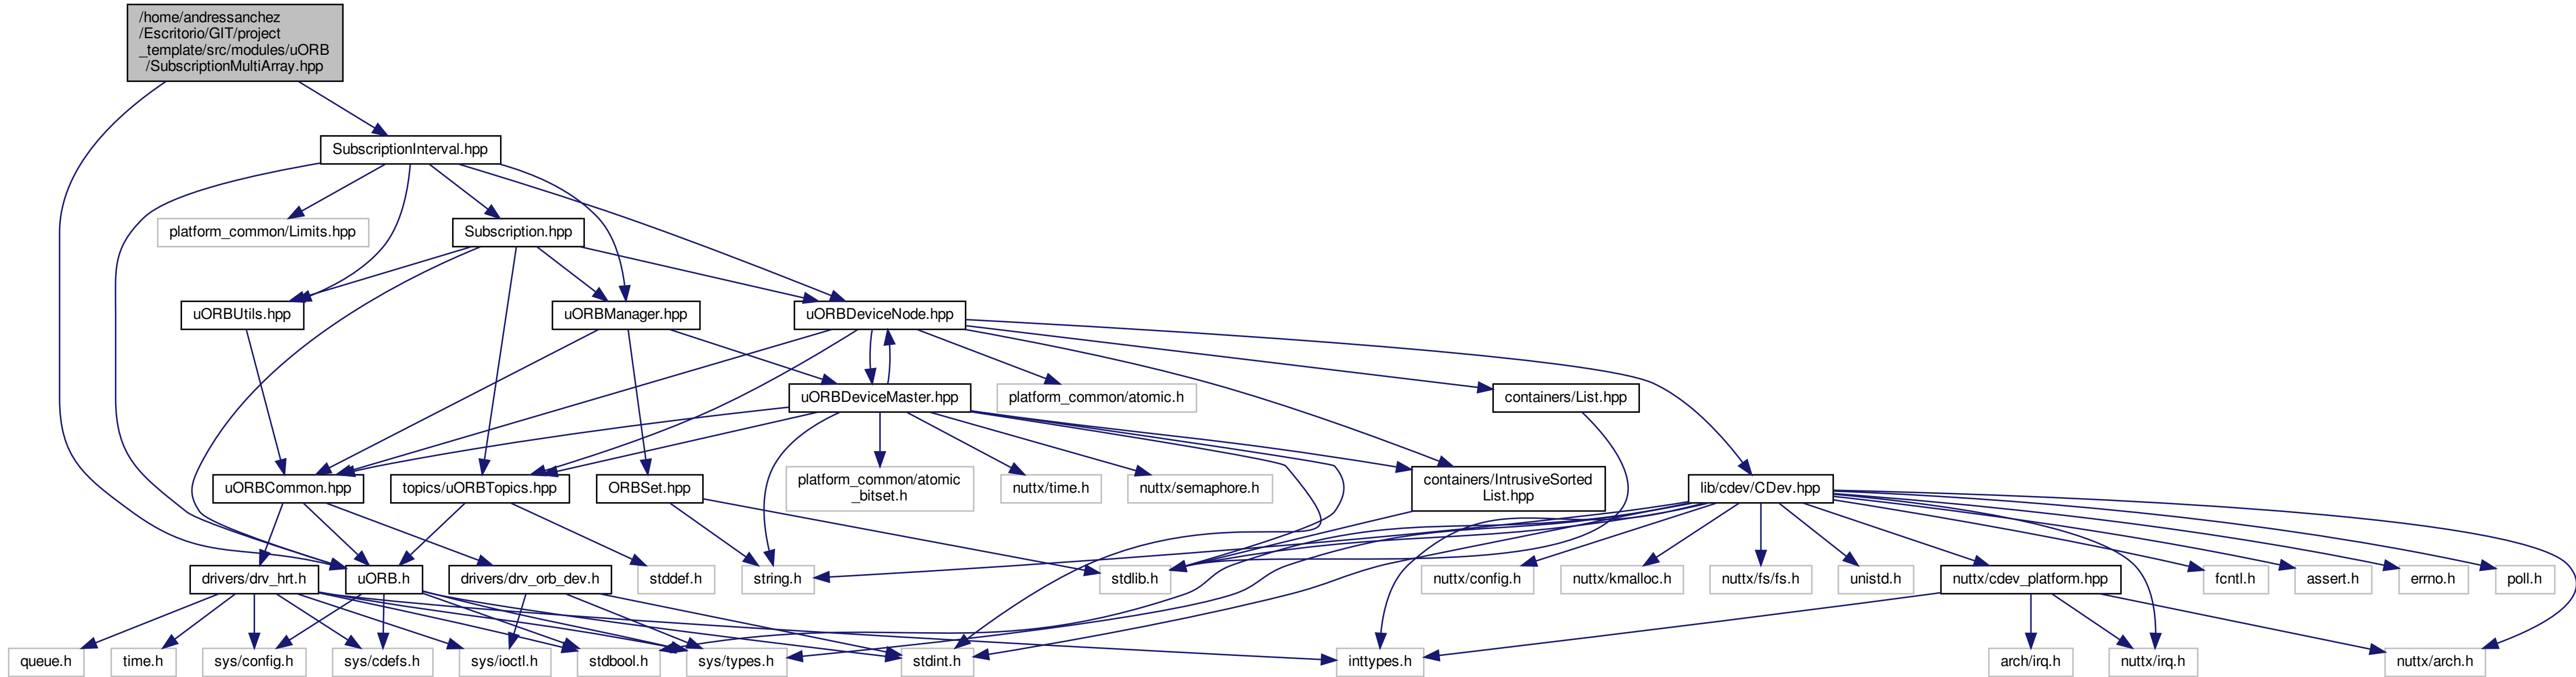 /home/andressanchez
/Escritorio/GIT/project
_template/src/modules/uORB
/SubscriptionMultiArray.hpp
SubscriptionInterval.hpp
platform_common/Limits.hpp
Subscription.hpp
uORBUtils.hpp
uORBManager.hpp
uORBDeviceNode.hpp
uORBDeviceMaster.hpp
platform_common/atomic.h
containers/List.hpp
uORBCommon.hpp
topics/uORBTopics.hpp
ORBSet.hpp
platform_common/atomic
_bitset.h
nuttx/time.h
nuttx/semaphore.h
containers/IntrusiveSorted
List.hpp
lib/cdev/CDev.hpp
drivers/drv_hrt.h
uORB.h
drivers/drv_orb_dev.h
stddef.h
string.h
stdlib.h
nuttx/config.h
nuttx/kmalloc.h
nuttx/fs/fs.h
unistd.h
nuttx/cdev_platform.hpp
fcntl.h
assert.h
errno.h
poll.h
queue.h
time.h
sys/config.h
sys/cdefs.h
sys/ioctl.h
stdbool.h
sys/types.h
stdint.h
inttypes.h
arch/irq.h
nuttx/irq.h
nuttx/arch.h